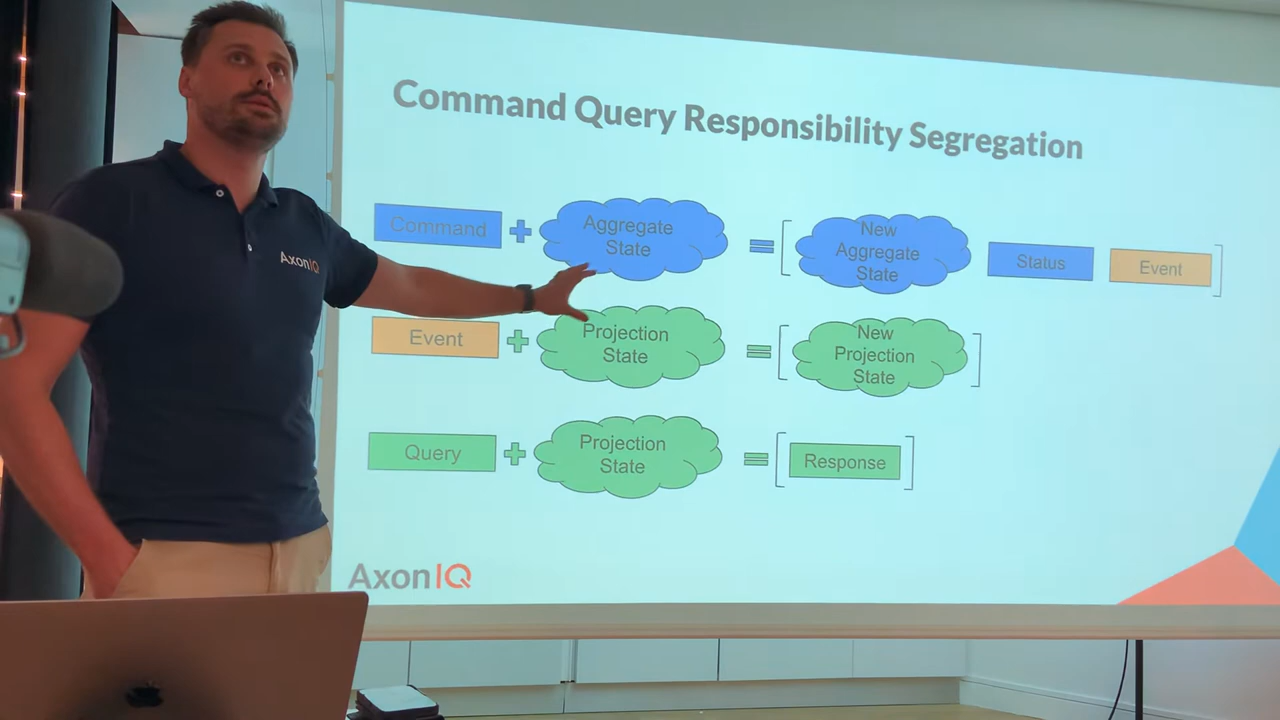 Command Query Responsibility Segregation
Command
Aggregate
State
New
Aggregate
State
Status
Event
Event
Projection
State
New
Projection
State
Query
Projection
State
Response
AxonIQ
AxonIQ